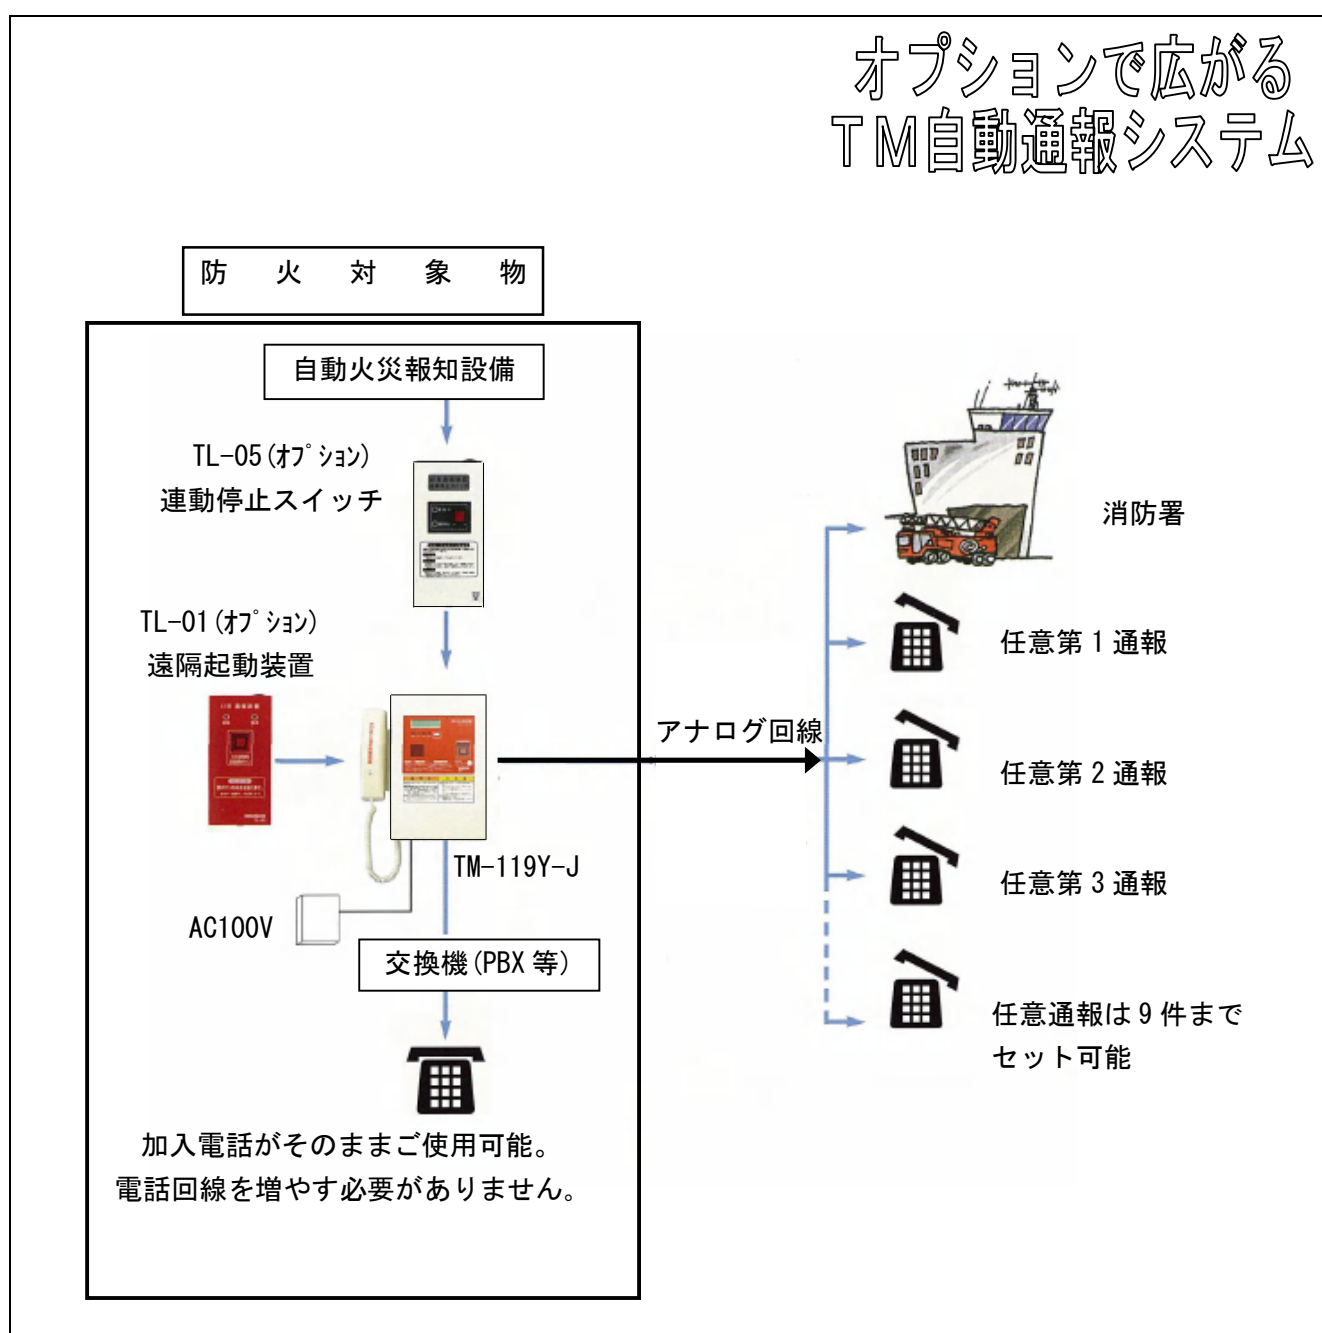 オプションで広がる
TM自動通報システム
防火対象物
自動火災報知設備
TL-05(ｵﾌﾟｼｮﾝ)
連動停止スイッチ
TL-01(ｵﾌﾟｼｮﾝ)
遠隔起動装置
アナログ回線
TM-119Y-J
AC100V
交換機(PBX等)
加入電話がそのままご使用可能。
電話回線を増やす必要がありません。
消防署
任意第1通報
任意第2通報
任意第3通報
任意通報は9件まで
セット可能